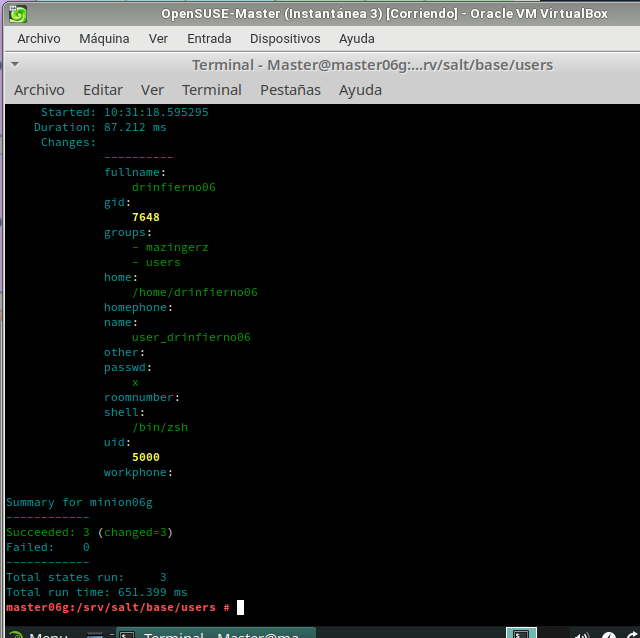 OpenSUSE-Master (Instantánea 3) [Corriendo] - Oracle VM VirtualBox
Archivo Máquina Ver Entrada Dispositivos Ayuda
Terminal - Master@master06g:...rv/salt/base/users
Archivo Editar Ver Terminal Pestañas Ayuda
Started: 10:31:18.595295
Duration: 87.212 ms
Changes:
----------
fullname:
drinfierno06
gid:
7648
groups:
- mazingerz
- users
home:
/home/drinfierno06
homephone:
name:
user_drinfierno06
other:
passwd:
x
roomnumber:
shell:
/bin/zsh
uid:
5000
workphone:
Summary for minion06g
------------
Succeeded: 3 (changed=3)
Failed: 0
------------
Total states run: 3
Total run time: 651.399 ms
master06g:/srv/salt/base/users #
Menu Terminal - Master@ma...